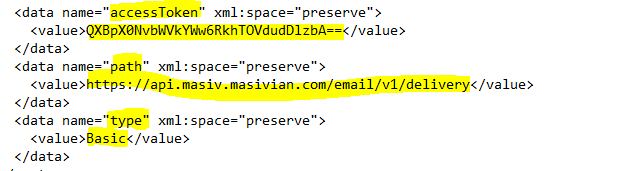 <data name="accessToken" xml:space="preserve">
<value>QXBpX0NvbWVkYWw6RkhTOVdudDlzbA==</value>
</data>
<data name="path" xml:space="preserve">
<value>https://api.masiv.masivian.com/email/v1/delivery</value>
</data>
<data name="type" xml:space="preserve">
<value>Basic</value>
</data>